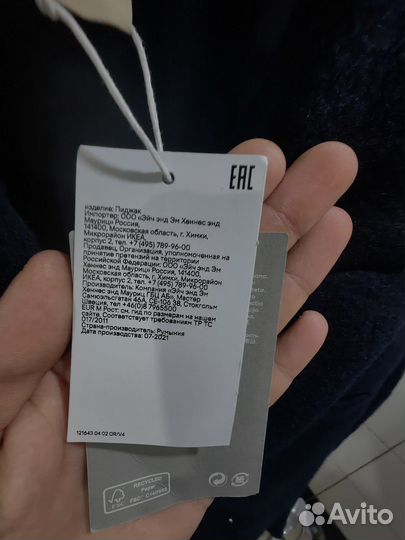 EAC
изделие: Пиджак
Импортер: ООО «Эйч энд Эм Хеннес энд
Мауриц» Россия,
141400, Московская область, г. Химки,
Микрорайон ИКЕА,
корпус 2, тел. +7 (495) 789-96-00
Продавец Организация, уполномоченная на
принятие претензий на территории
Российской Федерации: ООО «Эйч энд Эм
Хеннес энд Мауриц» Россия, 141400,
Московская область, г. Химки, Микрорайон
ИКЕА, корпус 2, тел. +7 (495) 789-96-00
Производитель: Компания «Эйч энд Эм
Хеннес энд Мауриц ГБЦ АБ», Мастер
Самюэльсгатан 46А, СЕ-106 38, Стокгольм
Швеция, тел
EUR M Рост: см. гид по размерам на нашем
сайте. Соответствует требованиям ТР ТС
017/2011
Страна-производитель: Румыния
Дата производства: 07-2021
121643 04 02 OR/V4
RECYCLED
Paper
FSC
Avito